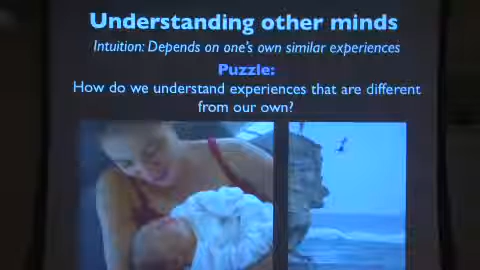 Understanding other minds
Intuition: Depends on one's own similar experiences
Puzzle:
How do we understand experiences that are different
from our own?